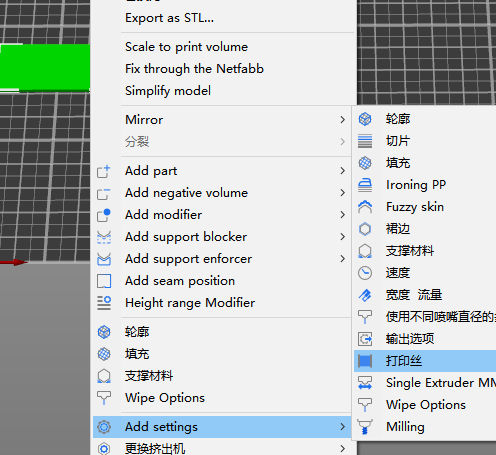 Export as STL...
Scale to print volume
Fix through the Netfabb
Simplify model
Mirror
分裂
Add part
Add negative volume
Add modifier
Add support blocker
Add support enforcer
Add seam position
Height range Modifier
轮廓
填充
支撑材料
Wipe Options
Add settings
更换挤出机
轮廓
切片
填充
Ironing PP
Fuzzy skin
裙边
支撑材料
速度
宽度 流量
使用不同喷嘴直径的
输出选项
打印丝
Single Extruder MM
Wipe Options
Milling